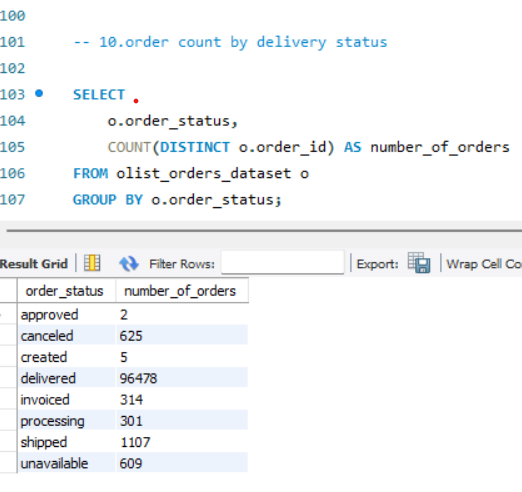 100
101 -- 10.order count by delivery status
102
103 SELECT
104 o.order_status,
105 COUNT(DISTINCT o.order_id) AS number_of_orders
106 FROM olist_orders_dataset o
107 GROUP BY o.order_status;
Result Grid Filter Rows: Export: Wrap Cell Co
order_status number_of_orders
approved 2
canceled 625
created 5
delivered 96478
invoiced 314
processing 301
shipped 1107
unavailable 609